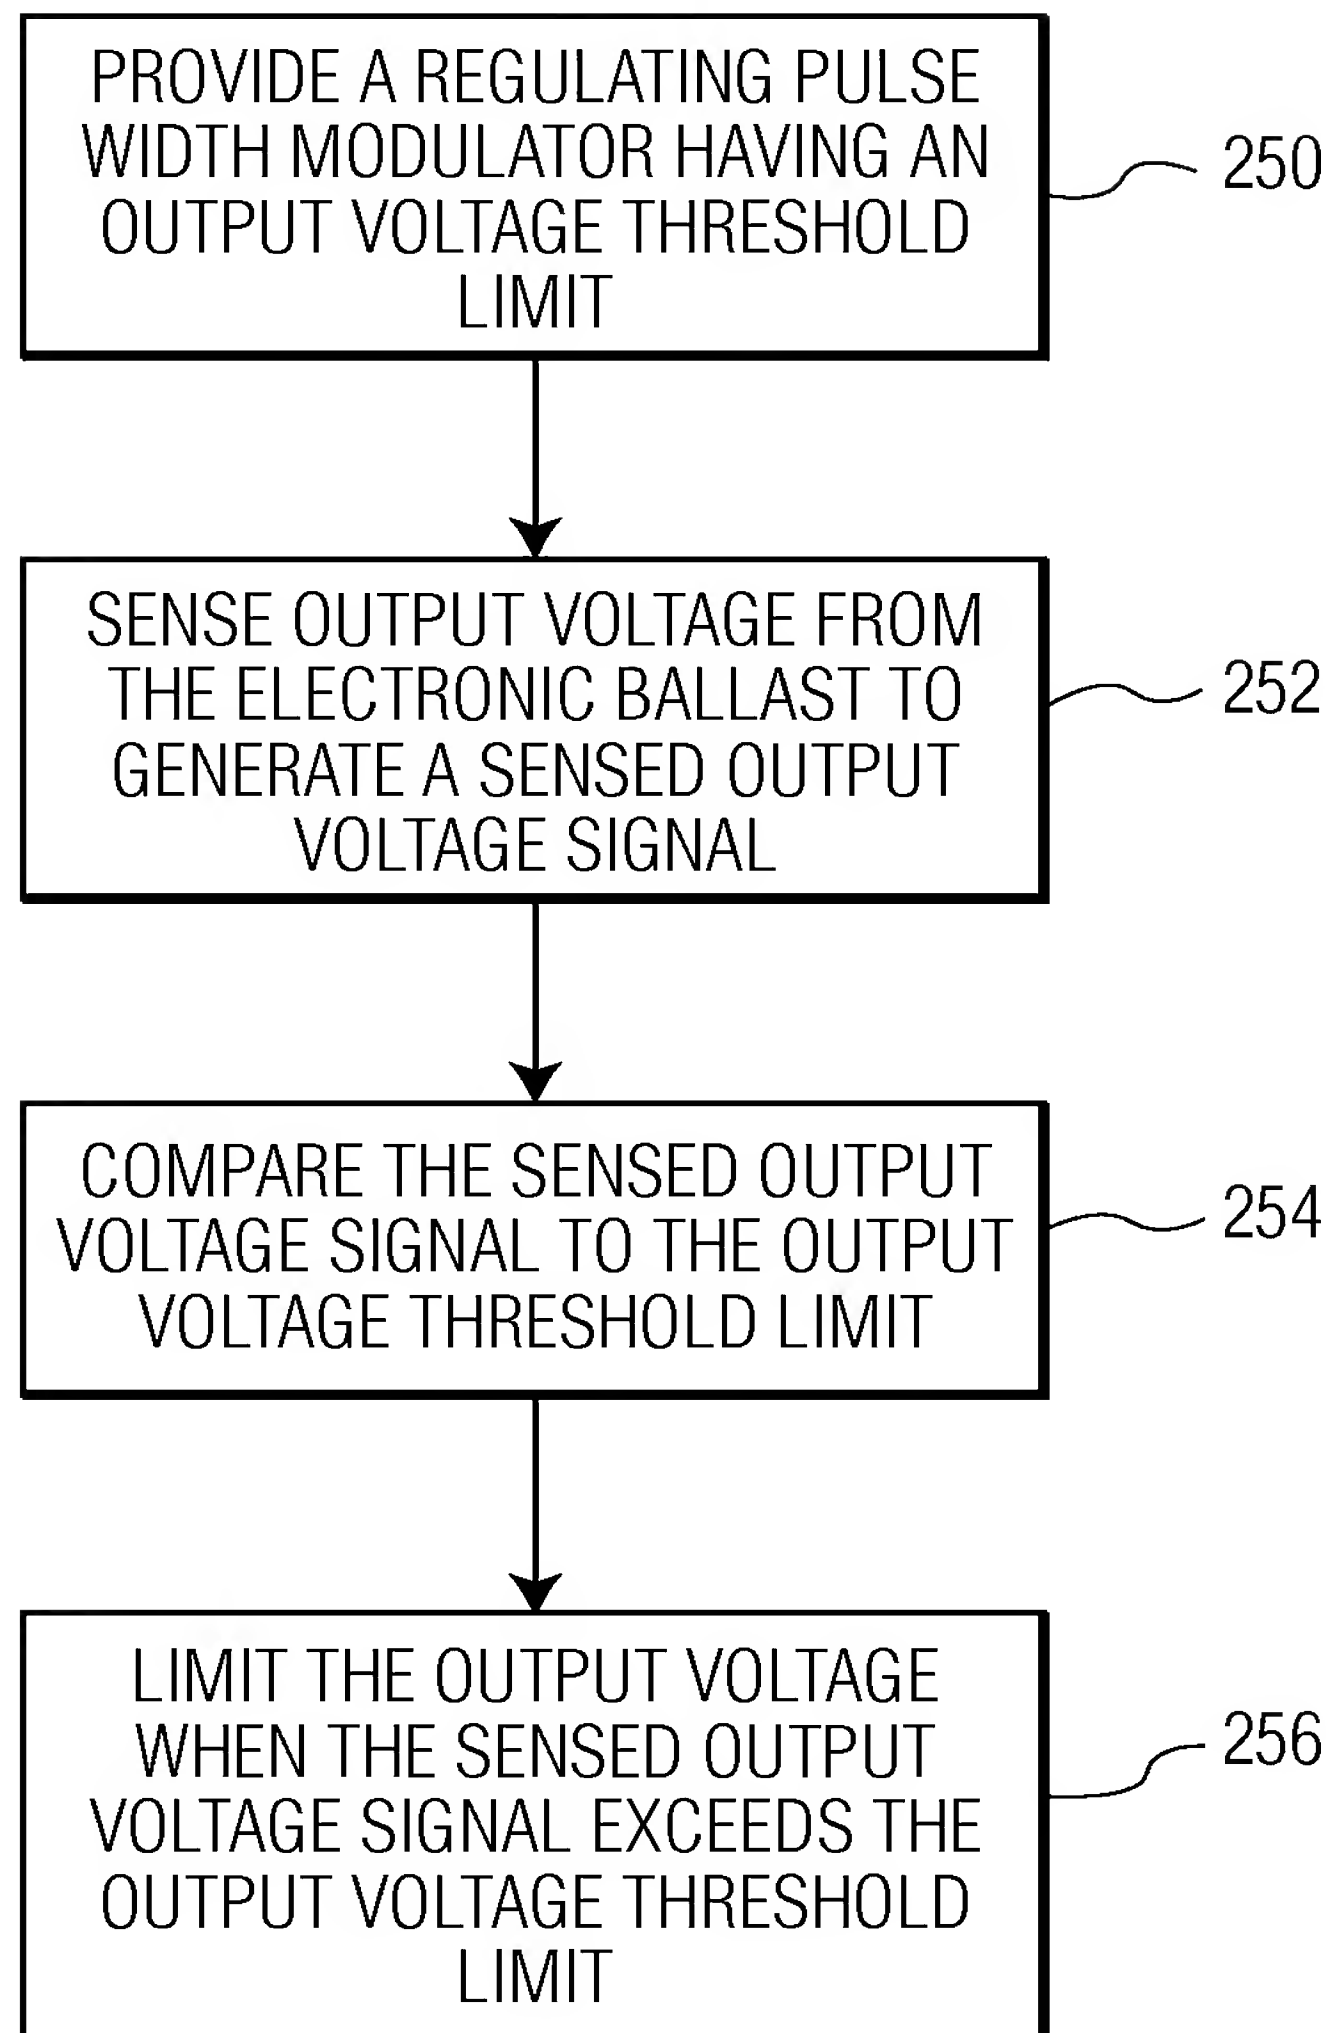 PROVIDE A REGULATING PULSE
WIDTH MODULATOR HAVING AN
OUTPUT VOLTAGE THRESHOLD
LIMIT
250
SENSE OUTPUT VOLTAGE FROM
THE ELECTRONIC BALLAST TO
GENERATE A SENSED OUTPUT
VOLTAGE SIGNAL
252
COMPARE THE SENSED OUTPUT
VOLTAGE SIGNAL TO THE OUTPUT
VOLTAGE THRESHOLD LIMIT
254
LIMIT THE OUTPUT VOLTAGE
WHEN THE SENSED OUTPUT
VOLTAGE SIGNAL EXCEEDS THE
OUTPUT VOLTAGE THRESHOLD
LIMIT
256